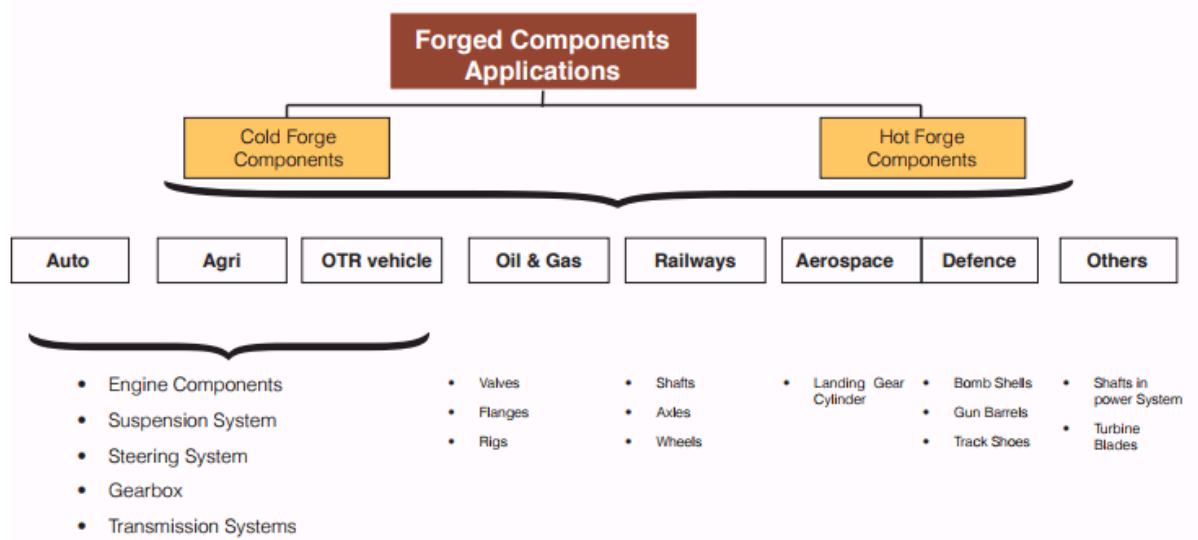 Forged Components
Applications
Cold Forge
Components
Hot Forge
Components
Auto
Agri
OTR vehicle
Oil & Gas
Railways
Aerospace
Defence
Others
• Engine Components
• Suspension System
• Steering System
• Gearbox
• Transmission Systems
• Valves
• Flanges
• Rigs
• Shafts
• Axles
• Wheels
• Landing Gear
Cylinder
• Bomb Shells
• Gun Barrels
• Track Shoes
• Shafts in
power System
• Turbine
Blades